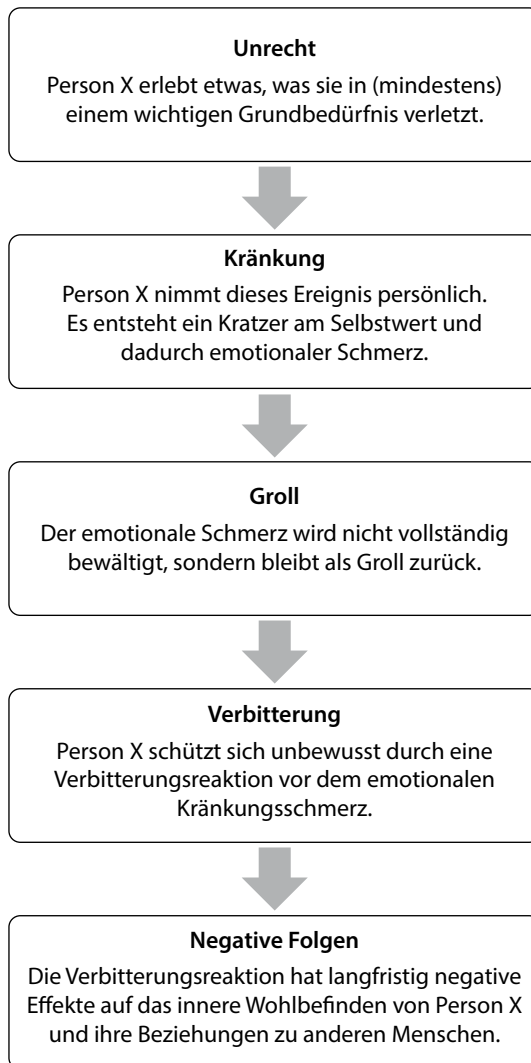 Unrecht
Person X erlebt etwas, was sie in (mindestens)
einem wichtigen Grundbedürfnis verletzt.
Kränkung
Person X nimmt dieses Ereignis persönlich.
Es entsteht ein Kratzer am Selbstwert und
dadurch emotionaler Schmerz.
Groll
Der emotionale Schmerz wird nicht vollständig
bewältigt, sondern bleibt als Groll zurück.
Verbitterung
Person X schützt sich unbewusst durch eine
Verbitterungsreaktion vor dem emotionalen
Kränkungsschmerz.
Negative Folgen
Die Verbitterungsreaktion hat langfristig negative
Effekte auf das innere Wohlbefinden von Person X
und ihre Beziehungen zu anderen Menschen.